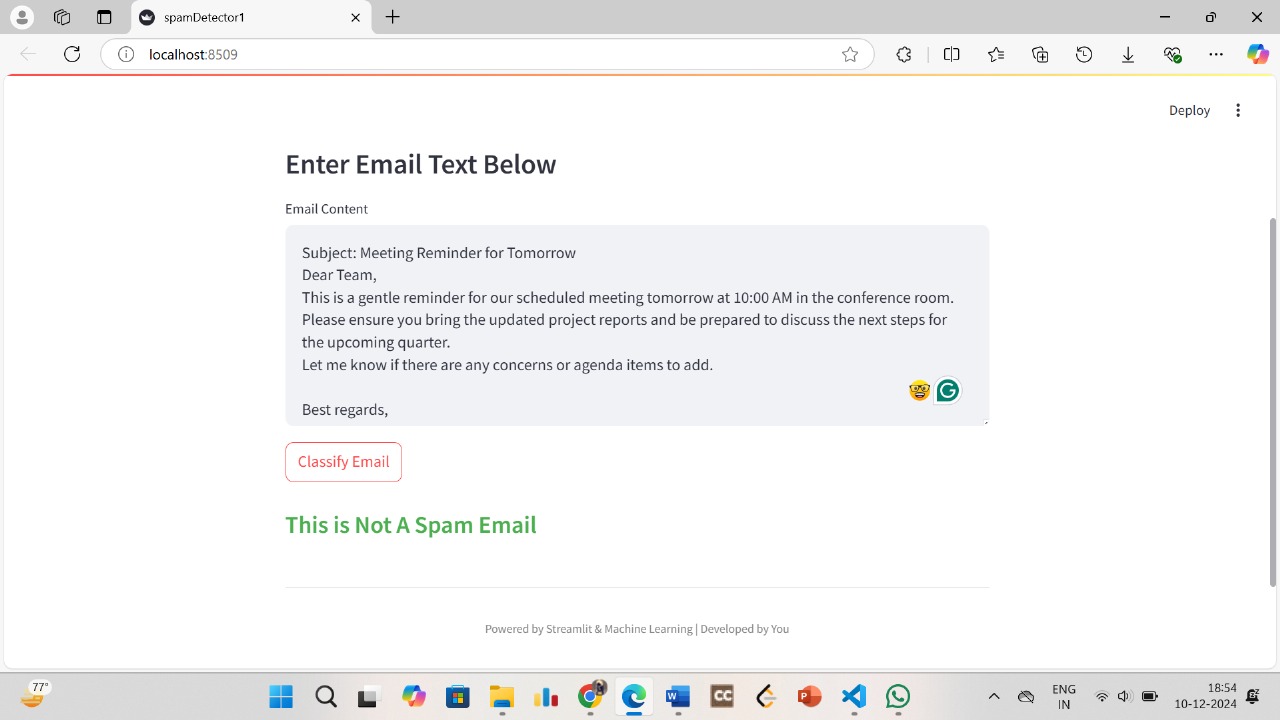 spamDetector1
localhost:8509
Deploy
Enter Email Text Below
Email Content
Subject: Meeting Reminder for Tomorrow
Dear Team,
This is a gentle reminder for our scheduled meeting tomorrow at 10:00 AM in the conference room.
Please ensure you bring the updated project reports and be prepared to discuss the next steps for
the upcoming quarter.
Let me know if there are any concerns or agenda items to add.
Best regards,
Classify Email
This is Not A Spam Email
Powered by Streamlit & Machine Learning | Developed by You
77°
ENG
IN
18:54
10-12-2024